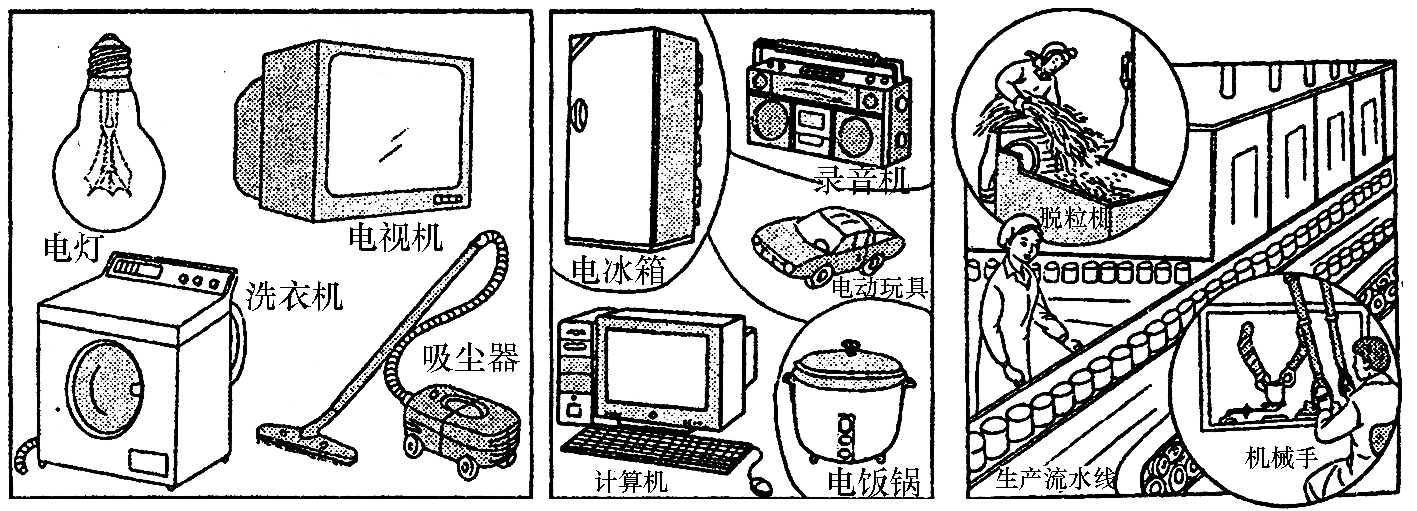 电灯
电视机
洗衣机
吸尘器
电冰箱
录音机
电动玩具
计算机
电饭锅
脱粒机
生产流水线
机械手